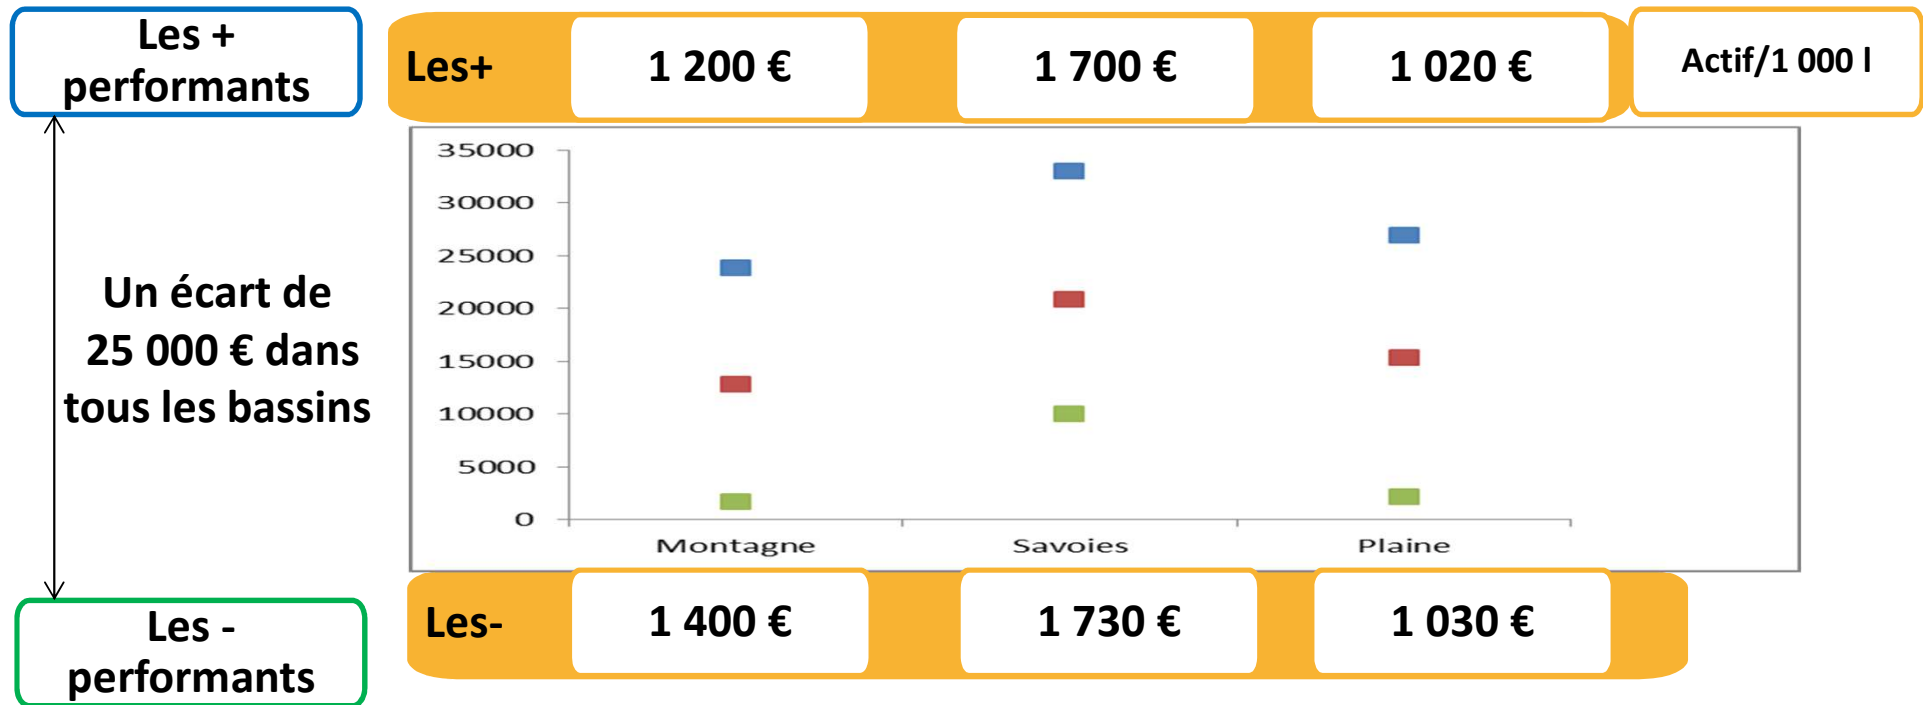 Les +
performants
Les+
1 200 €
1 700 €
1 020 €
Actif/1 000 l
Un écart de
25 000 € dans
tous les bassins
35000
30000
25000
20000
15000
10000
5000
0
Montagne
Savoies
Plaine
Les -
performants
Les-
1 400 €
1 730 €
1 030 €